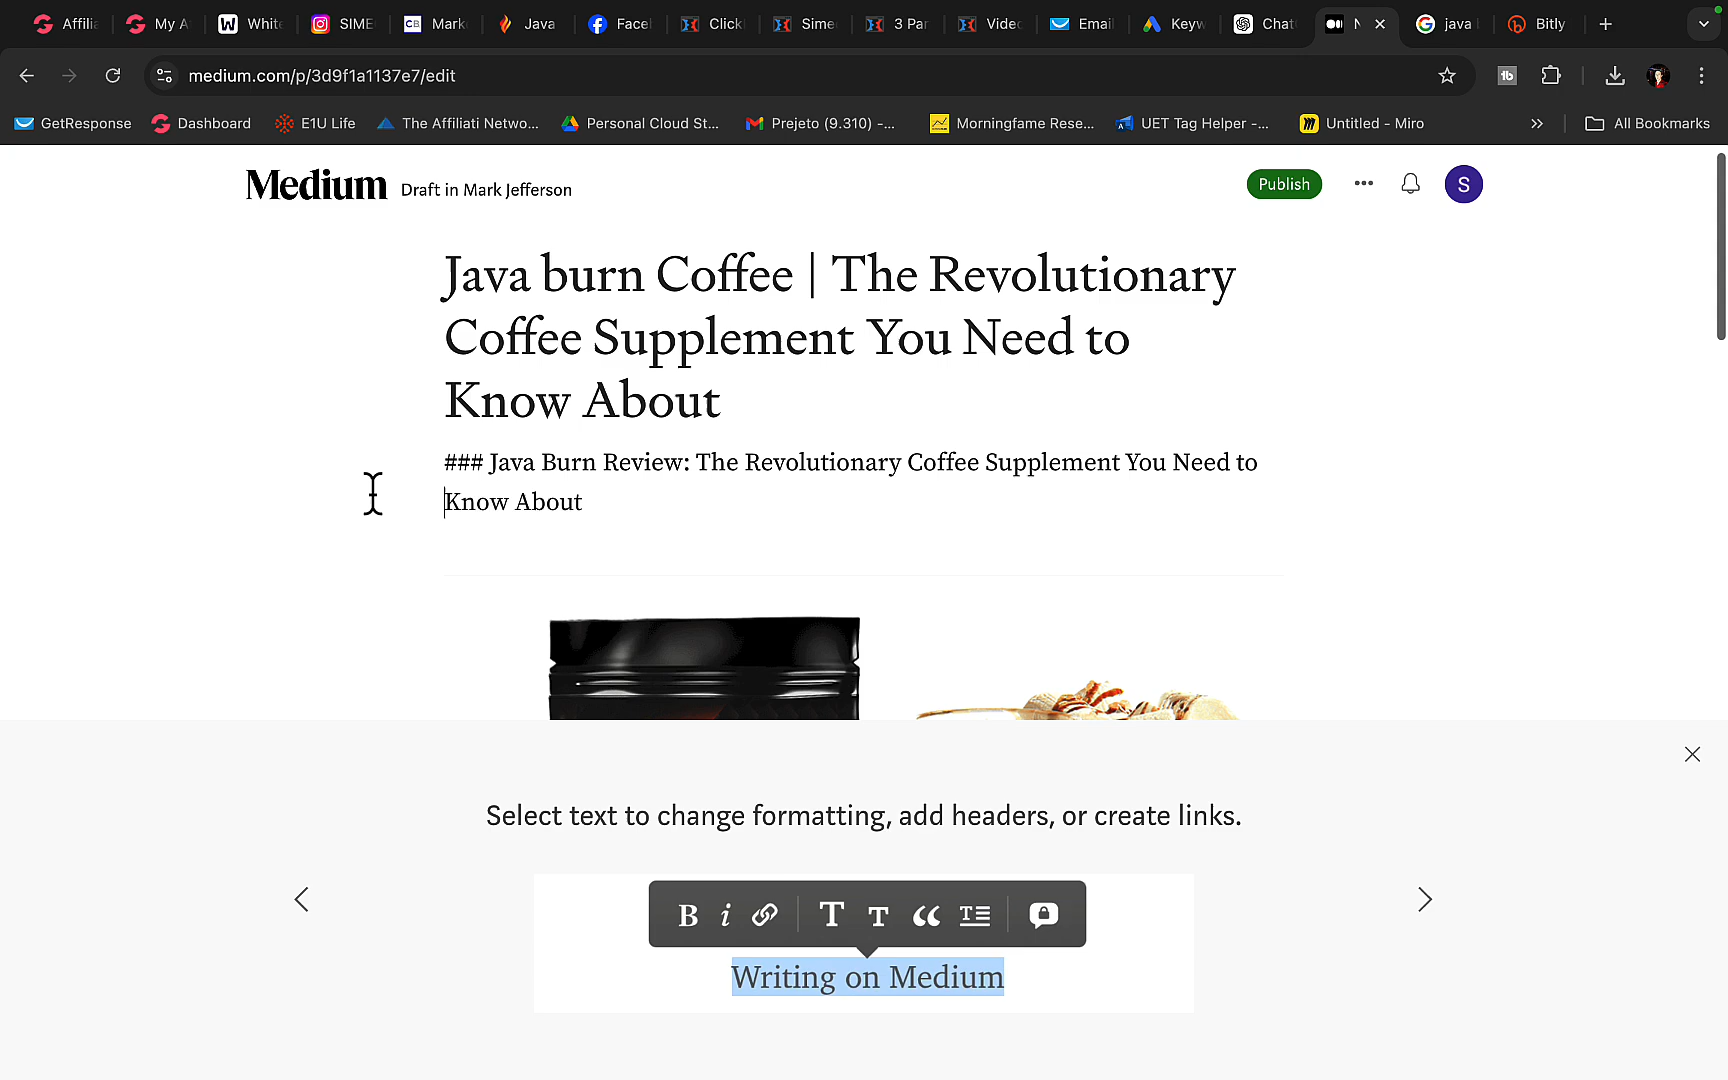 Affilia
My A
White
SIME
Mark
Java
Face
Click
Sime
3 Par
Video
Email
Keyw
Chat
N
java
Bitly
medium.com/p/3d9f1a1137e7/edit
GetResponse
Dashboard
E1U Life
The Affiliati Netwo...
Personal Cloud St...
Prejeto (9.310) -...
Morningfame Rese...
UET Tag Helper -...
Untitled - Miro
All Bookmarks
Medium
Draft in Mark Jefferson
Publish
S
Java burn Coffee | The Revolutionary
Coffee Supplement You Need to
Know About
### Java Burn Review: The Revolutionary Coffee Supplement You Need to
Know About
Select text to change formatting, add headers, or create links.
B i T T
Writing on Medium